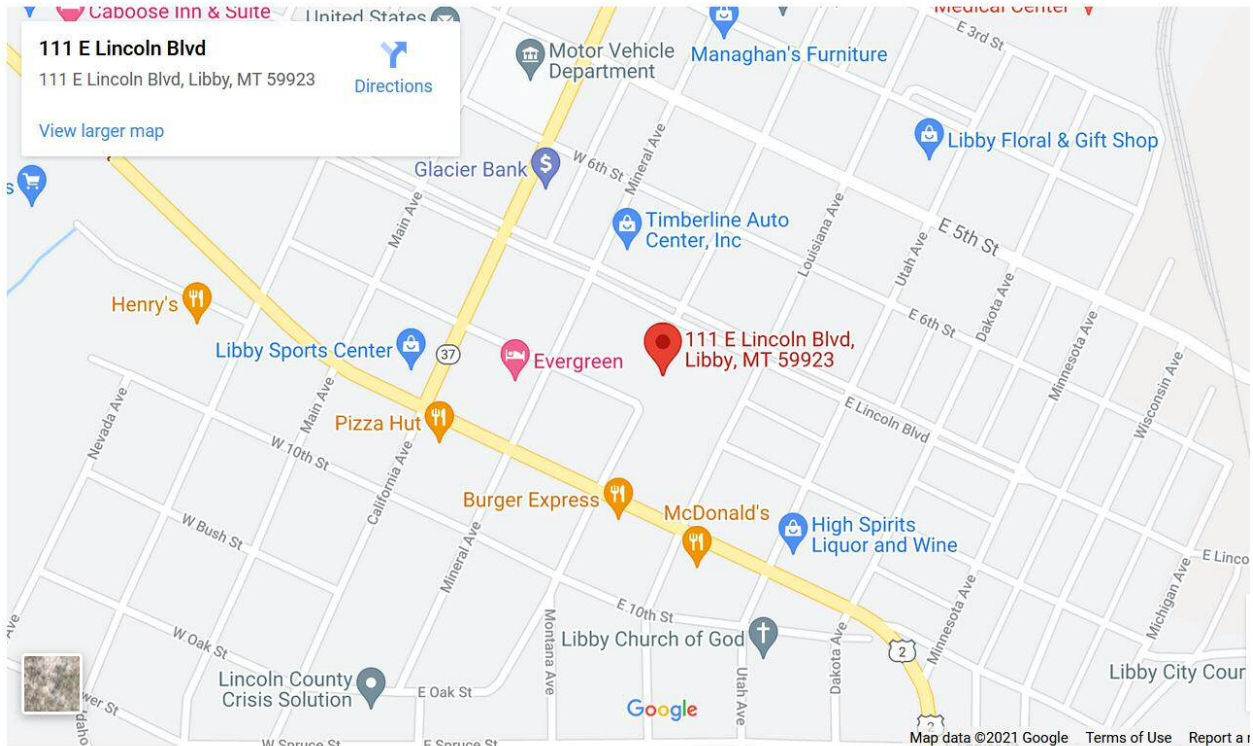 Caboose Inn & Suite
United States
Medical Center
111 E Lincoln Blvd
111 E Lincoln Blvd, Libby, MT 59923
Directions
View larger map
Motor Vehicle
Department
Managhan's Furniture
E 3rd St
Libby Floral & Gift Shop
Glacier Bank
W 6th St
Mineral Ave
Main Ave
Timberline Auto
Center, Inc
Louisiana Ave
Utah Ave
E 5th St
Dakota Ave
E 6th St
Minnesota Ave
Wisconsin Ave
s
Henry's
Libby Sports Center
37
Evergreen
111 E Lincoln Blvd,
Libby, MT 59923
E Lincoln Blvd
Nevada Ave
Main Ave
Pizza Hut
W 10th St
California Ave
Burger Express
McDonald's
High Spirits
Liquor and Wine
W Bush St
Mineral Ave
E Linco
Michigan Ave
Minnesota Ave
E 10th St
Montana Ave
Libby Church of God
Dakota Ave
2
Utah Ave
Libby City Cour
Ave
W Oak St
Lincoln County
Crisis Solution
E Oak St
wer St
Idaho
W Spruce St
E Spruce St
Google
2
Map data ©2021 Google
Terms of Use
Report a